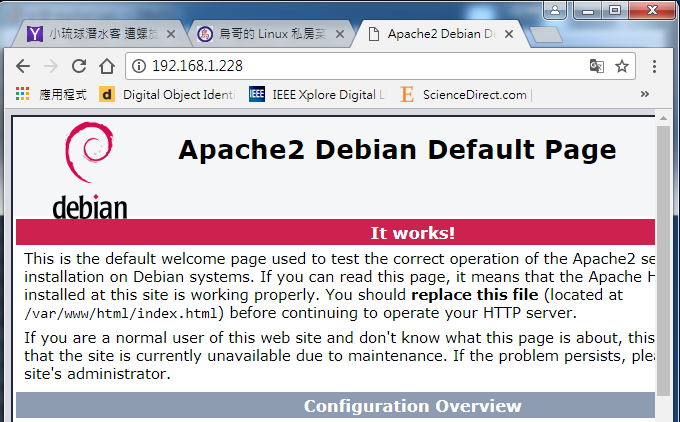 小琉球潛水客 遭螺旋
鳥哥的 Linux 私房菜
Apache2 Debian De
192.168.1.228
應用程式
Digital Object Identi
IEEE Xplore Digital L
ScienceDirect.com |
debian
Apache2 Debian Default Page
It works!
This is the default welcome page used to test the correct operation of the Apache2 se
installation on Debian systems. If you can read this page, it means that the Apache H
installed at this site is working properly. You should replace this file (located at
/var/www/html/index.html) before continuing to operate your HTTP server.
If you are a normal user of this web site and don't know what this page is about, this
that the site is currently unavailable due to maintenance. If the problem persists, plea
site's administrator.
Configuration Overview